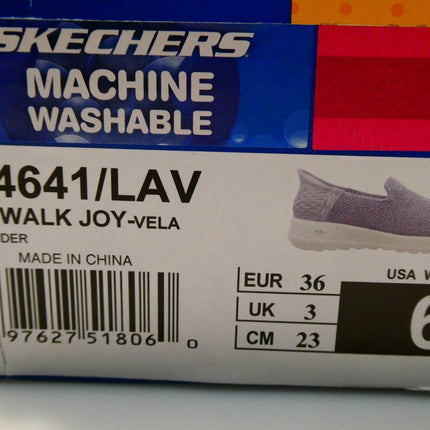 SKECHERS
MACHINE
WASHABLE
4641/LAV
WALK JOY-VELA
DER
MADE IN CHINA
EUR 36
USA W
UK 3
6
CM 23
97627 51806 0